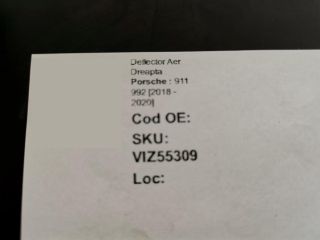 Deflector Aer
Dreapta
Porsche : 911
992 [2018 -
2020]
Cod OE:
SKU:
VIZ55309
Loc: